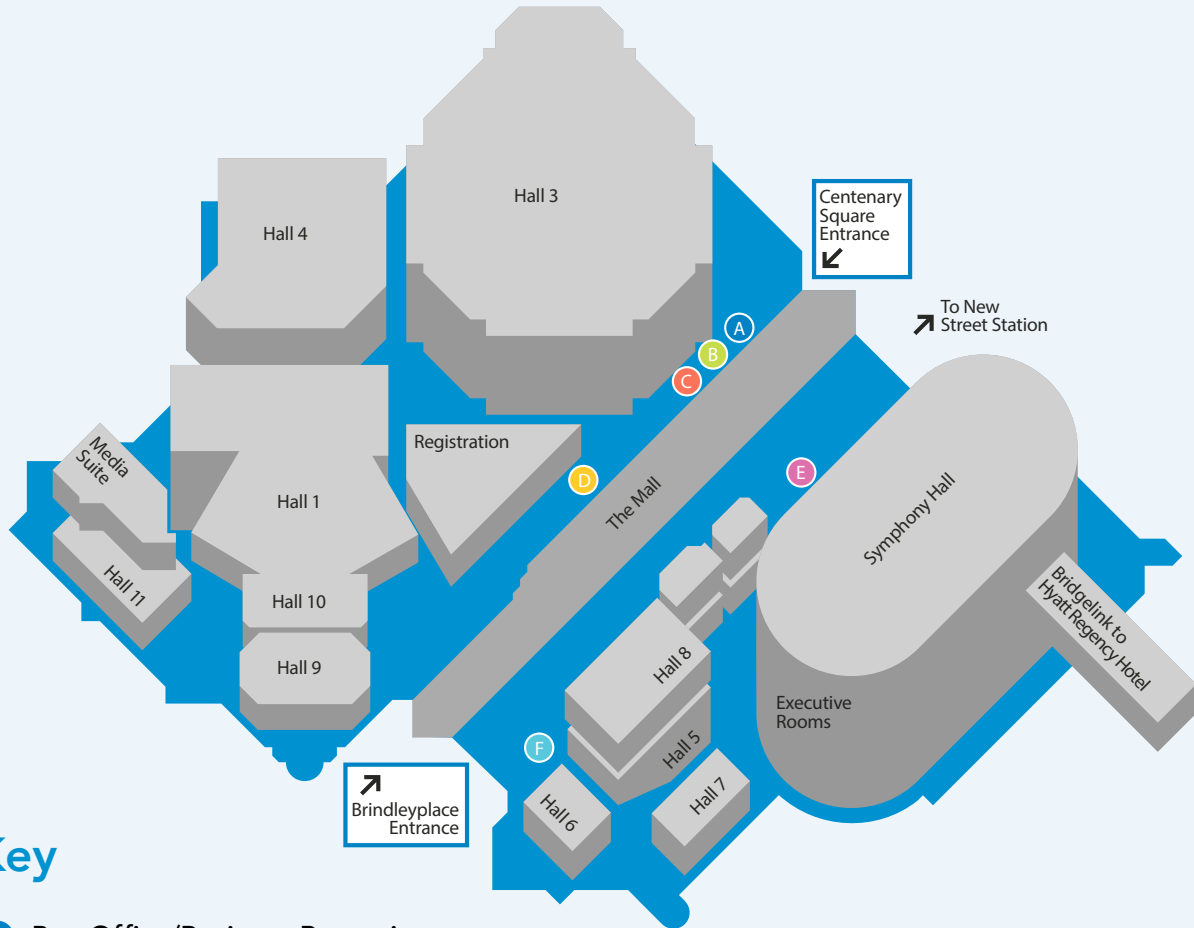 Hall 3
Hall 4
Centenary
Square
Entrance
To New
Street Station
A
B
C
Registration
Media
Suite
D
E
Hall 1
The Mall
Symphony Hall
Hall 11
Hall 10
Bridgelink to
Hyatt Regency Hotel
Hall 9
Hall 8
Executive
Rooms
Hall 5
F
Brindleyplace
Entrance
Hall 6
Hall 7
Key